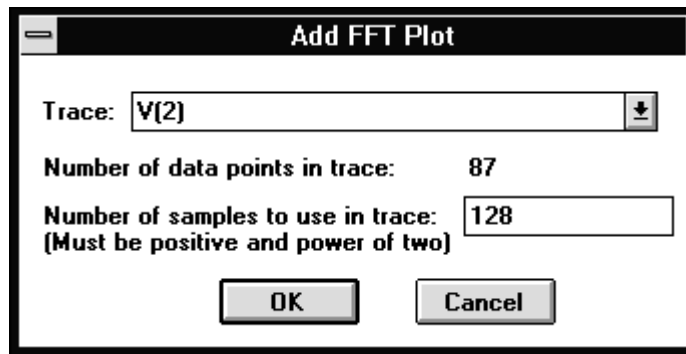 Add FFT Plot
Trace: V(2)
Number of data points in trace: 87
Number of samples to use in trace: 128
(Must be positive and power of two)
OK Cancel